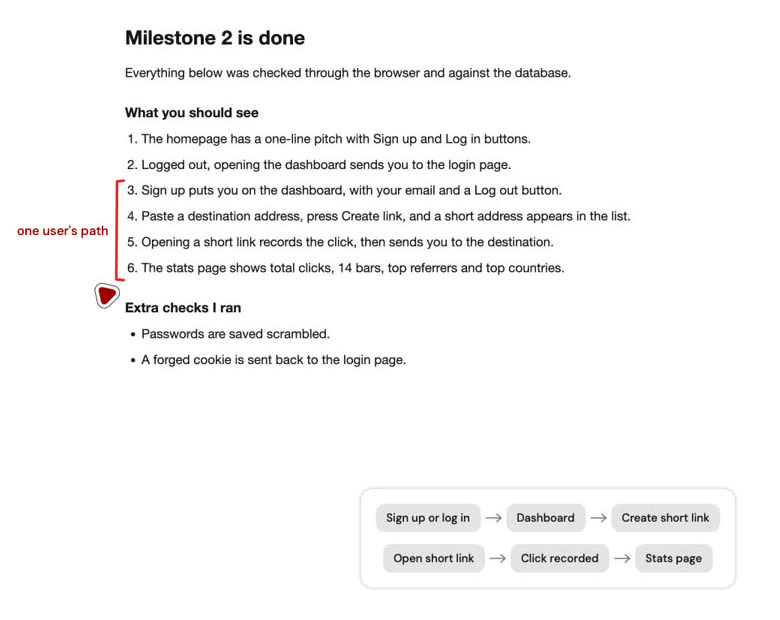 Milestone 2 is done
Everything below was checked through the browser and against the database.
What you should see
1. The homepage has a one-line pitch with Sign up and Log in buttons.
2. Logged out, opening the dashboard sends you to the login page.
3. Sign up puts you on the dashboard, with your email and a Log out button.
4. Paste a destination address, press Create link, and a short address appears in the list.
one user's path
5. Opening a short link records the click, then sends you to the destination.
6. The stats page shows total clicks, 14 bars, top referrers and top countries.
Extra checks I ran
• Passwords are saved scrambled.
• A forged cookie is sent back to the login page.
Sign up or log in → Dashboard → Create short link
Open short link → Click recorded → Stats page